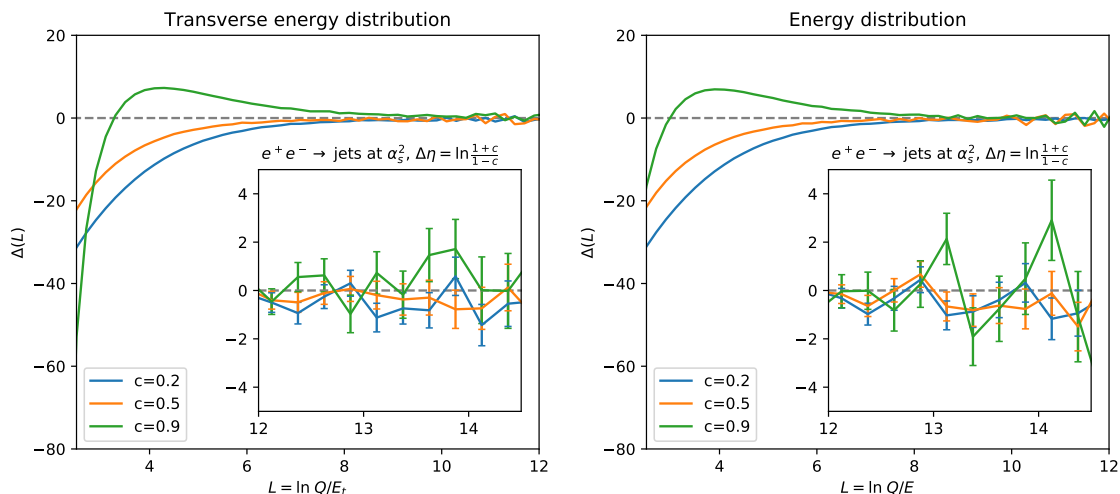 Transverse energy distribution
20
0
−20
−40
−60
−80
Δ(L)
4
6
8
10
12
L = ln Q/E_t
e⁺e⁻ → jets at α_s², Δη = ln (1+c)/(1−c)
4
2
0
−2
−4
12
13
14
c=0.2
c=0.5
c=0.9
Energy distribution
20
0
−20
−40
−60
−80
Δ(L)
4
6
8
10
12
L = ln Q/E
e⁺e⁻ → jets at α_s², Δη = ln (1+c)/(1−c)
4
2
0
−2
−4
12
13
14
c=0.2
c=0.5
c=0.9